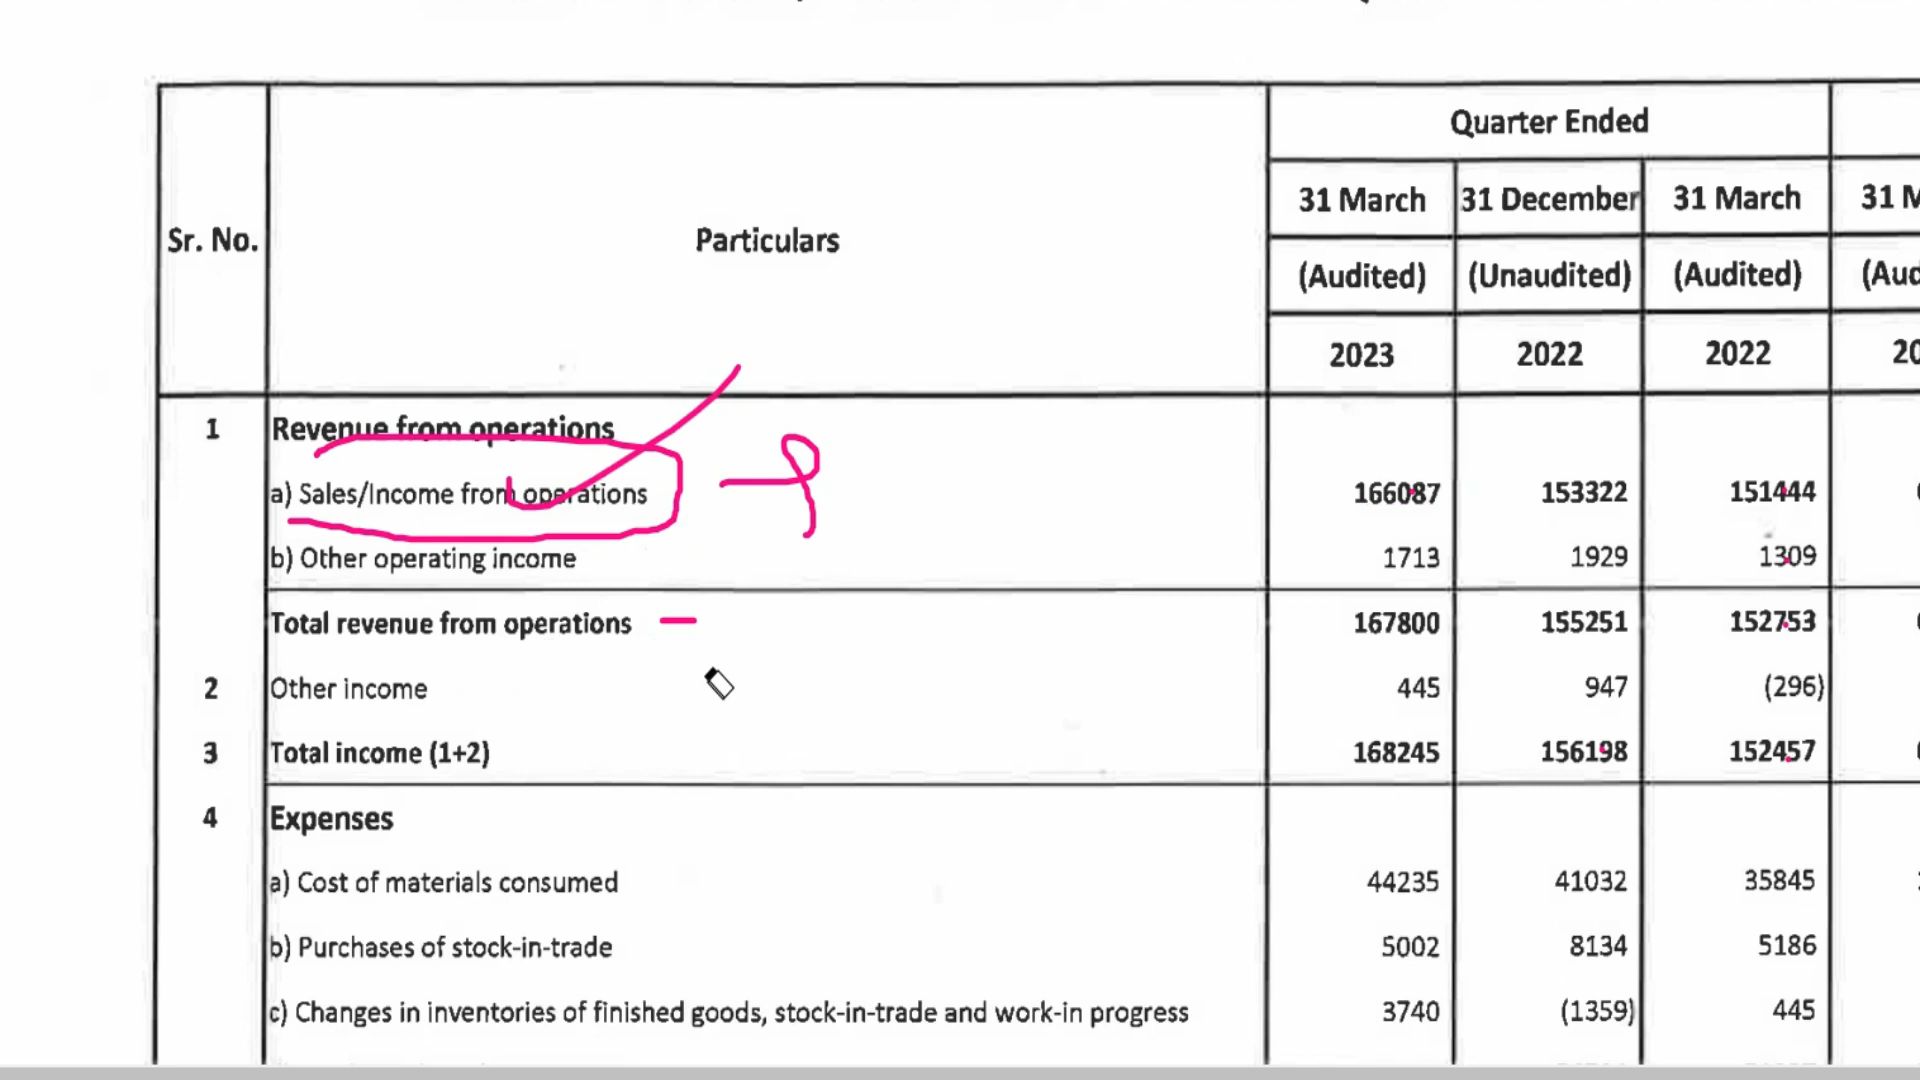 Quarter Ended
Sr. No. Particulars 31 March 31 December 31 March 31 M
(Audited) (Unaudited) (Audited) (Aud
2023 2022 2022 20
1 Revenue from operations
a) Sales/Income from operations 166087 153322 151444
b) Other operating income 1713 1929 1309
Total revenue from operations 167800 155251 152753
2 Other income 445 947 (296)
3 Total income (1+2) 168245 156198 152457
4 Expenses
a) Cost of materials consumed 44235 41032 35845
b) Purchases of stock-in-trade 5002 8134 5186
c) Changes in inventories of finished goods, stock-in-trade and work-in progress 3740 (1359) 445